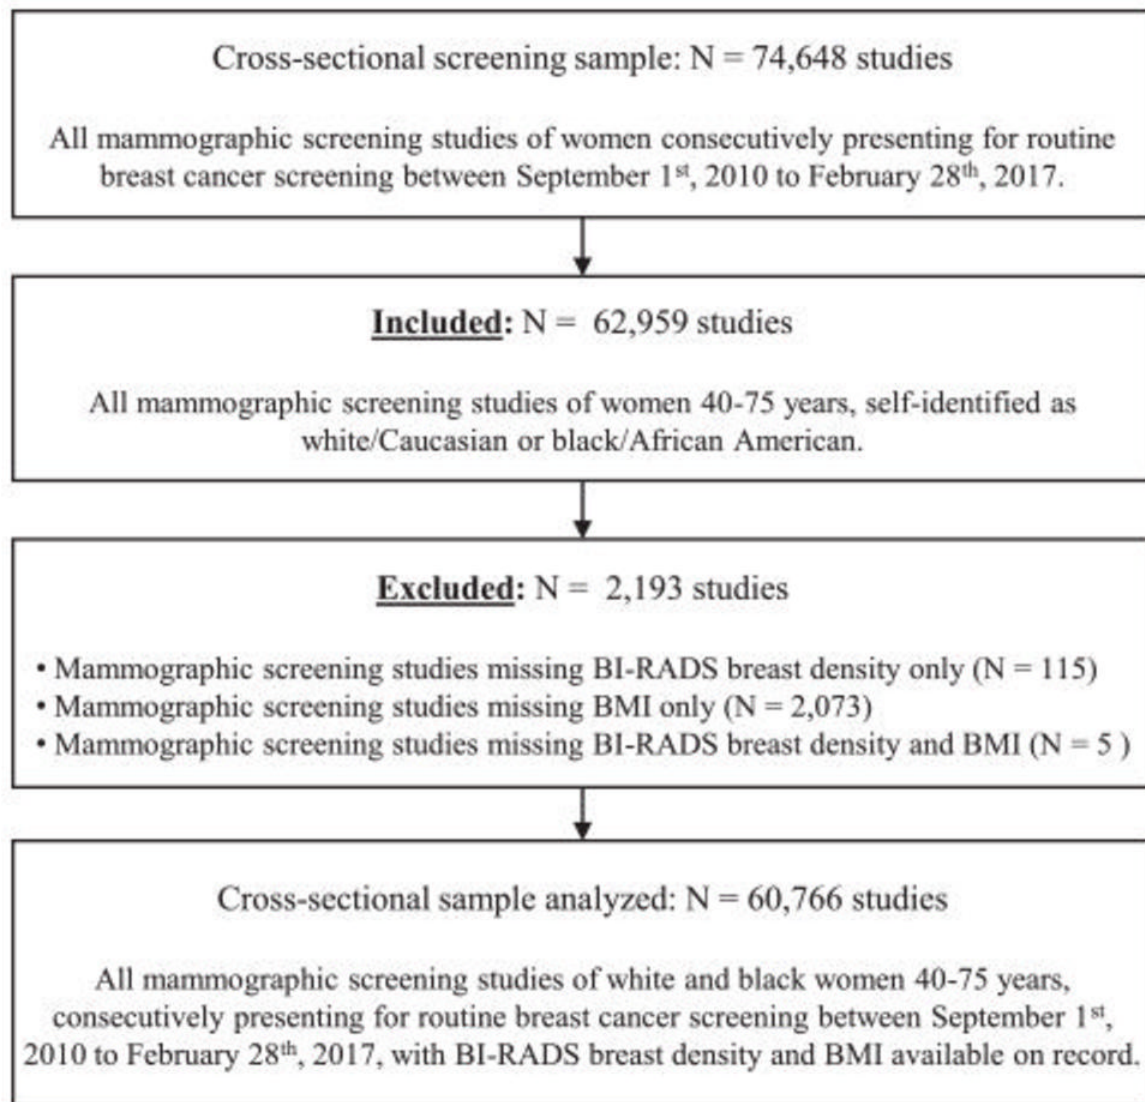 Cross-sectional screening sample: N = 74,648 studies
All mammographic screening studies of women consecutively presenting for routine
breast cancer screening between September 1st, 2010 to February 28th, 2017.
Included: N = 62,959 studies
All mammographic screening studies of women 40-75 years, self-identified as
white/Caucasian or black/African American.
Excluded: N = 2,193 studies
• Mammographic screening studies missing BI-RADS breast density only (N = 115)
• Mammographic screening studies missing BMI only (N = 2,073)
• Mammographic screening studies missing BI-RADS breast density and BMI (N = 5 )
Cross-sectional sample analyzed: N = 60,766 studies
All mammographic screening studies of white and black women 40-75 years,
consecutively presenting for routine breast cancer screening between September 1st,
2010 to February 28th, 2017, with BI-RADS breast density and BMI available on record.